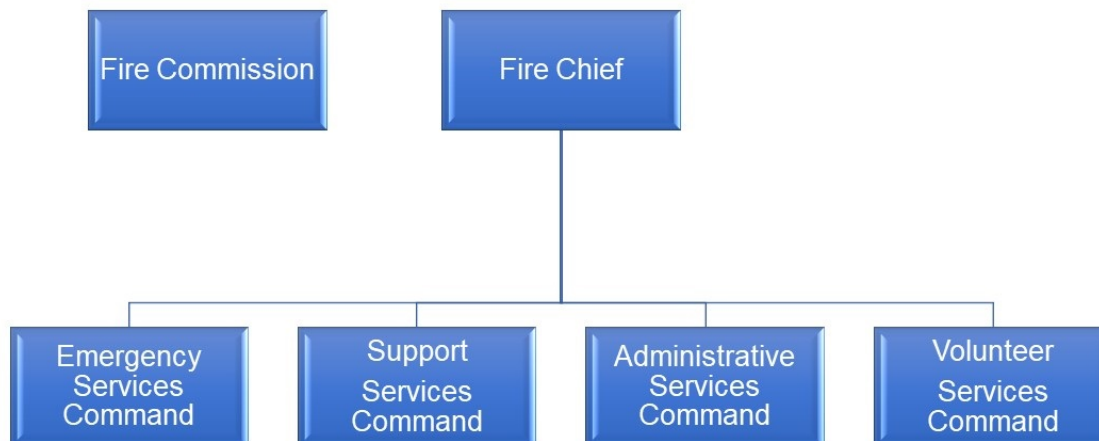 Fire Commission
Fire Chief
Emergency
Services
Command
Support
Services
Command
Administrative
Services
Command
Volunteer
Services
Command